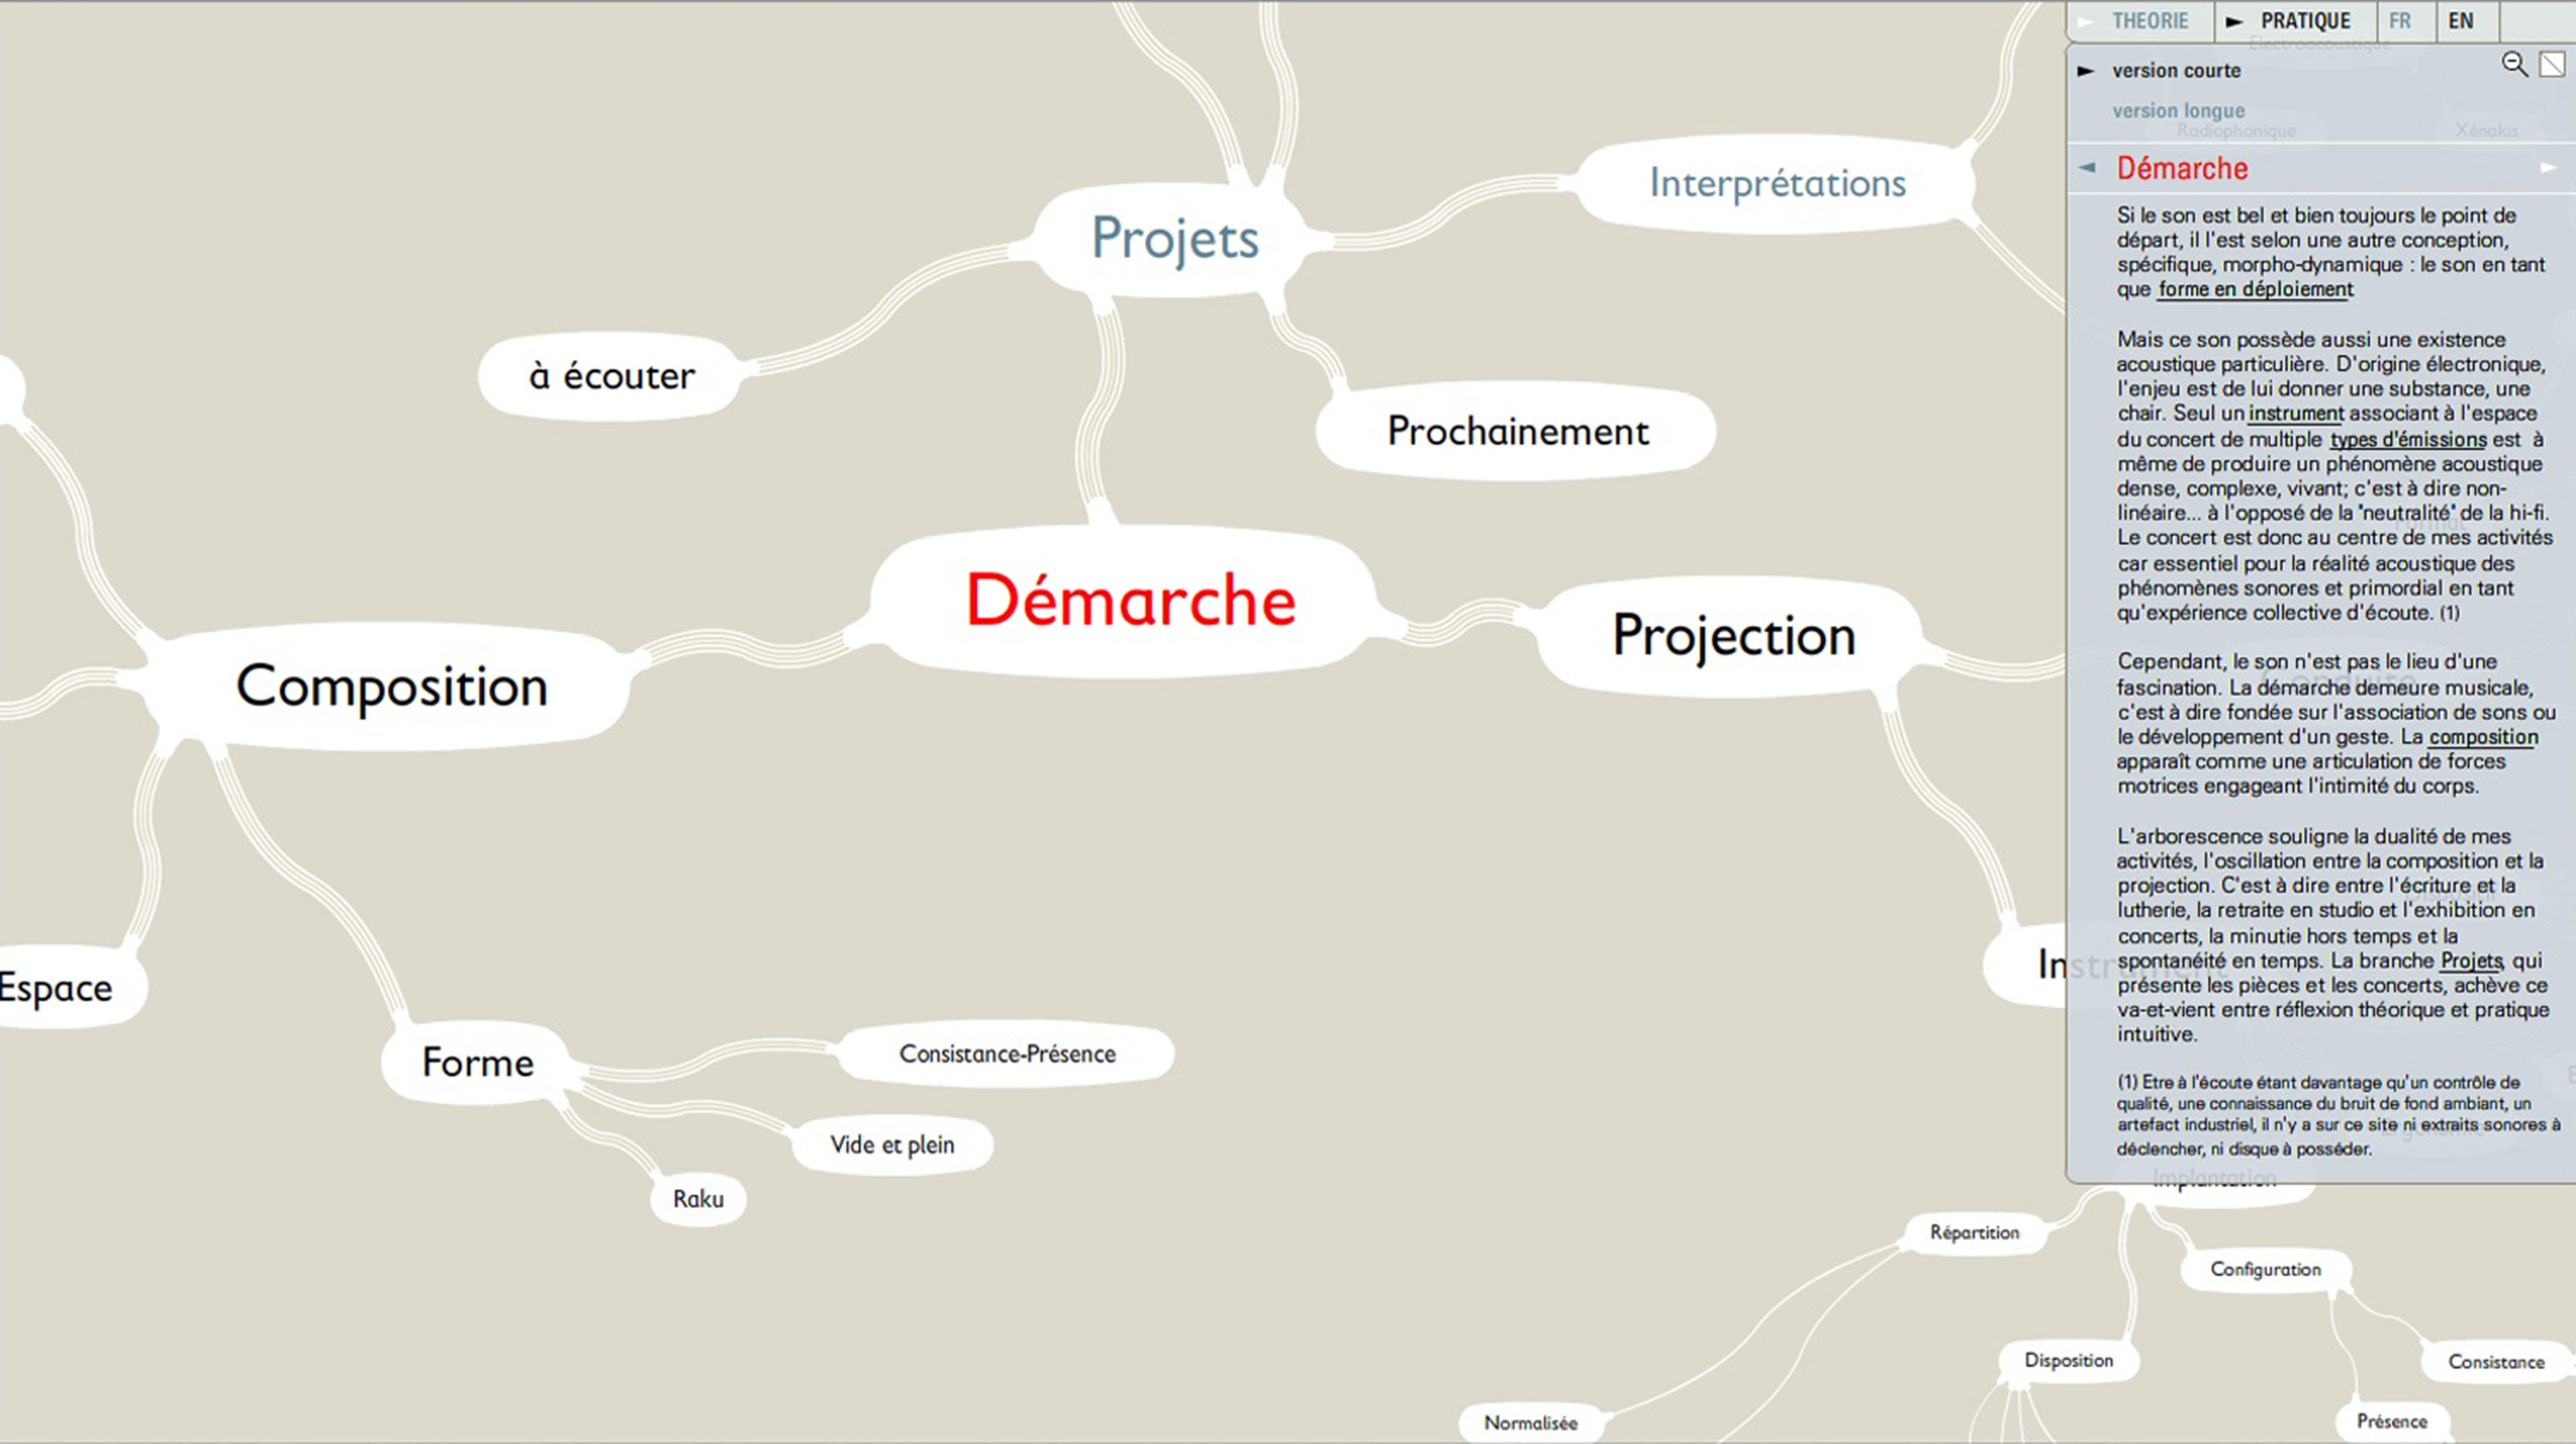 THEORIE
PRATIQUE
FR
EN
Electroacoustique
version courte
version longue
Radiophonique
Xénakis
Démarche
Si le son est bel et bien toujours le point de
départ, il l'est selon une autre conception,
spécifique, morpho-dynamique : le son en tant
que forme en déploiement
Mais ce son possède aussi une existence
acoustique particulière. D'origine électronique,
l'enjeu est de lui donner une substance, une
chair. Seul un instrument associant à l'espace
du concert de multiple types d'émissions est à
même de produire un phénomène acoustique
dense, complexe, vivant; c'est à dire non-
linéaire... à l'opposé de la "neutralité" de la hi-fi.
Le concert est donc au centre de mes activités
car essentiel pour la réalité acoustique des
phénomènes sonores et primordial en tant
qu'expérience collective d'écoute. (1)
Cependant, le son n'est pas le lieu d'une
fascination. La démarche demeure musicale,
c'est à dire fondée sur l'association de sons ou
le développement d'un geste. La composition
apparaît comme une articulation de forces
motrices engageant l'intimité du corps.
L'arborescence souligne la dualité de mes
activités, l'oscillation entre la composition et la
projection. C'est à dire entre l'écriture et la
lutherie, la retraite en studio et l'exhibition en
concerts, la minutie hors temps et la
spontanéité en temps. La branche Projets, qui
présente les pièces et les concerts, achève ce
va-et-vient entre réflexion théorique et pratique
intuitive.
(1) Etre à l'écoute étant davantage qu'un contrôle de
qualité, une connaissance du bruit de fond ambiant, un
artefact industriel, il n'y a sur ce site ni extraits sonores à
déclencher, ni disque à posséder.
Projets
Interprétations
à écouter
Prochainement
Démarche
Projection
Composition
Conduite
Instrument
Espace
Forme
Consistance-Présence
Vide et plein
Raku
Implantation
Répartition
Configuration
Disposition
Consistance
Normalisée
Présence